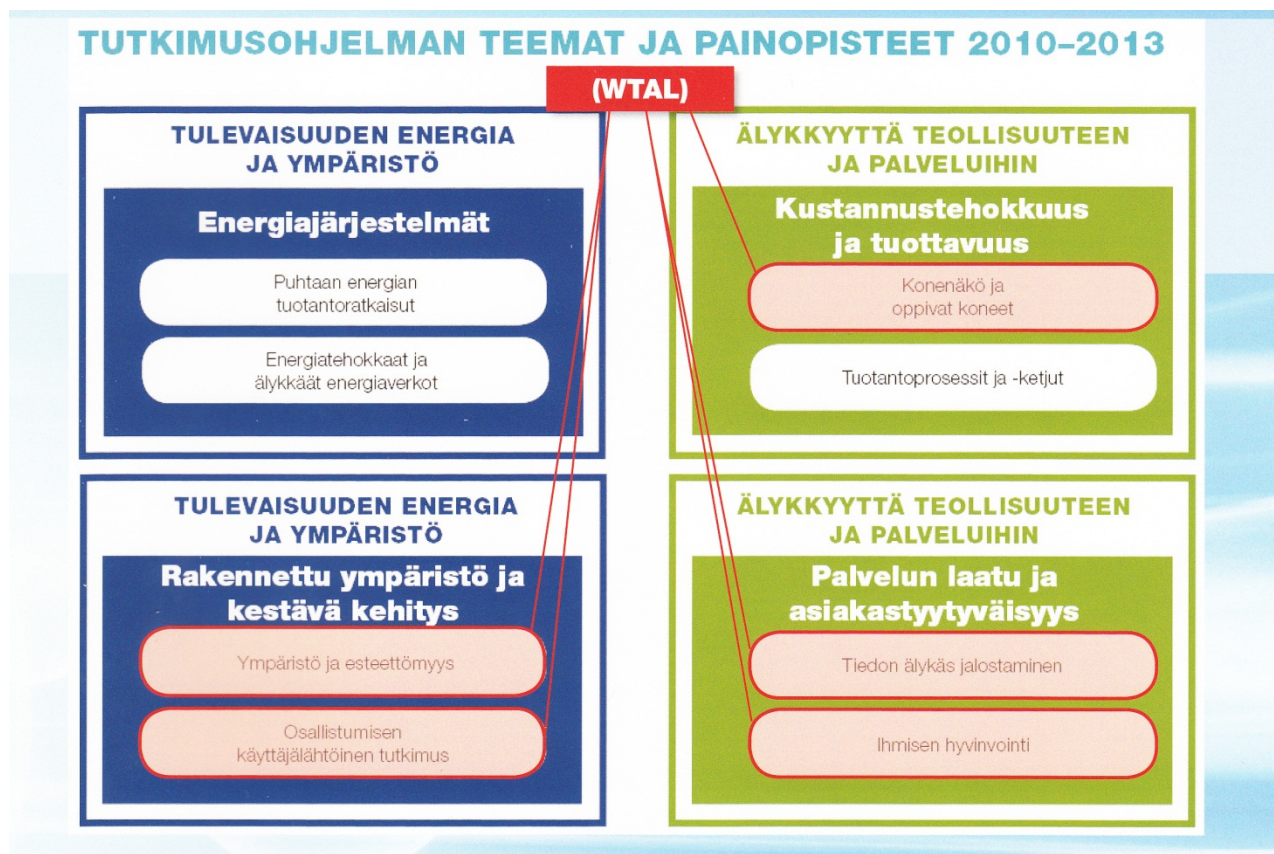 TUTKIMUSOHJELMAN TEEMAT JA PAINOPISTEET 2010–2013
(WTAL)
TULEVAISUUDEN ENERGIA
JA YMPÄRISTÖ
Energiajärjestelmät
Puhtaan energian
tuotantoratkaisut
Energiatehokkaat ja
älykkäät energiaverkot
ÄLYKKYYTTÄ TEOLLISUUTEEN
JA PALVELUIHIN
Kustannustehokkuus
ja tuottavuus
Konenäkö ja
oppivat koneet
Tuotantoprosessit ja -ketjut
TULEVAISUUDEN ENERGIA
JA YMPÄRISTÖ
Rakennettu ympäristö ja
kestävä kehitys
Ympäristö ja esteettömyys
Osallistumisen
käyttäjälähtöinen tutkimus
ÄLYKKYYTTÄ TEOLLISUUTEEN
JA PALVELUIHIN
Palvelun laatu ja
asiakastyytyväisyys
Tiedon älykäs jalostaminen
Ihmisen hyvinvointi